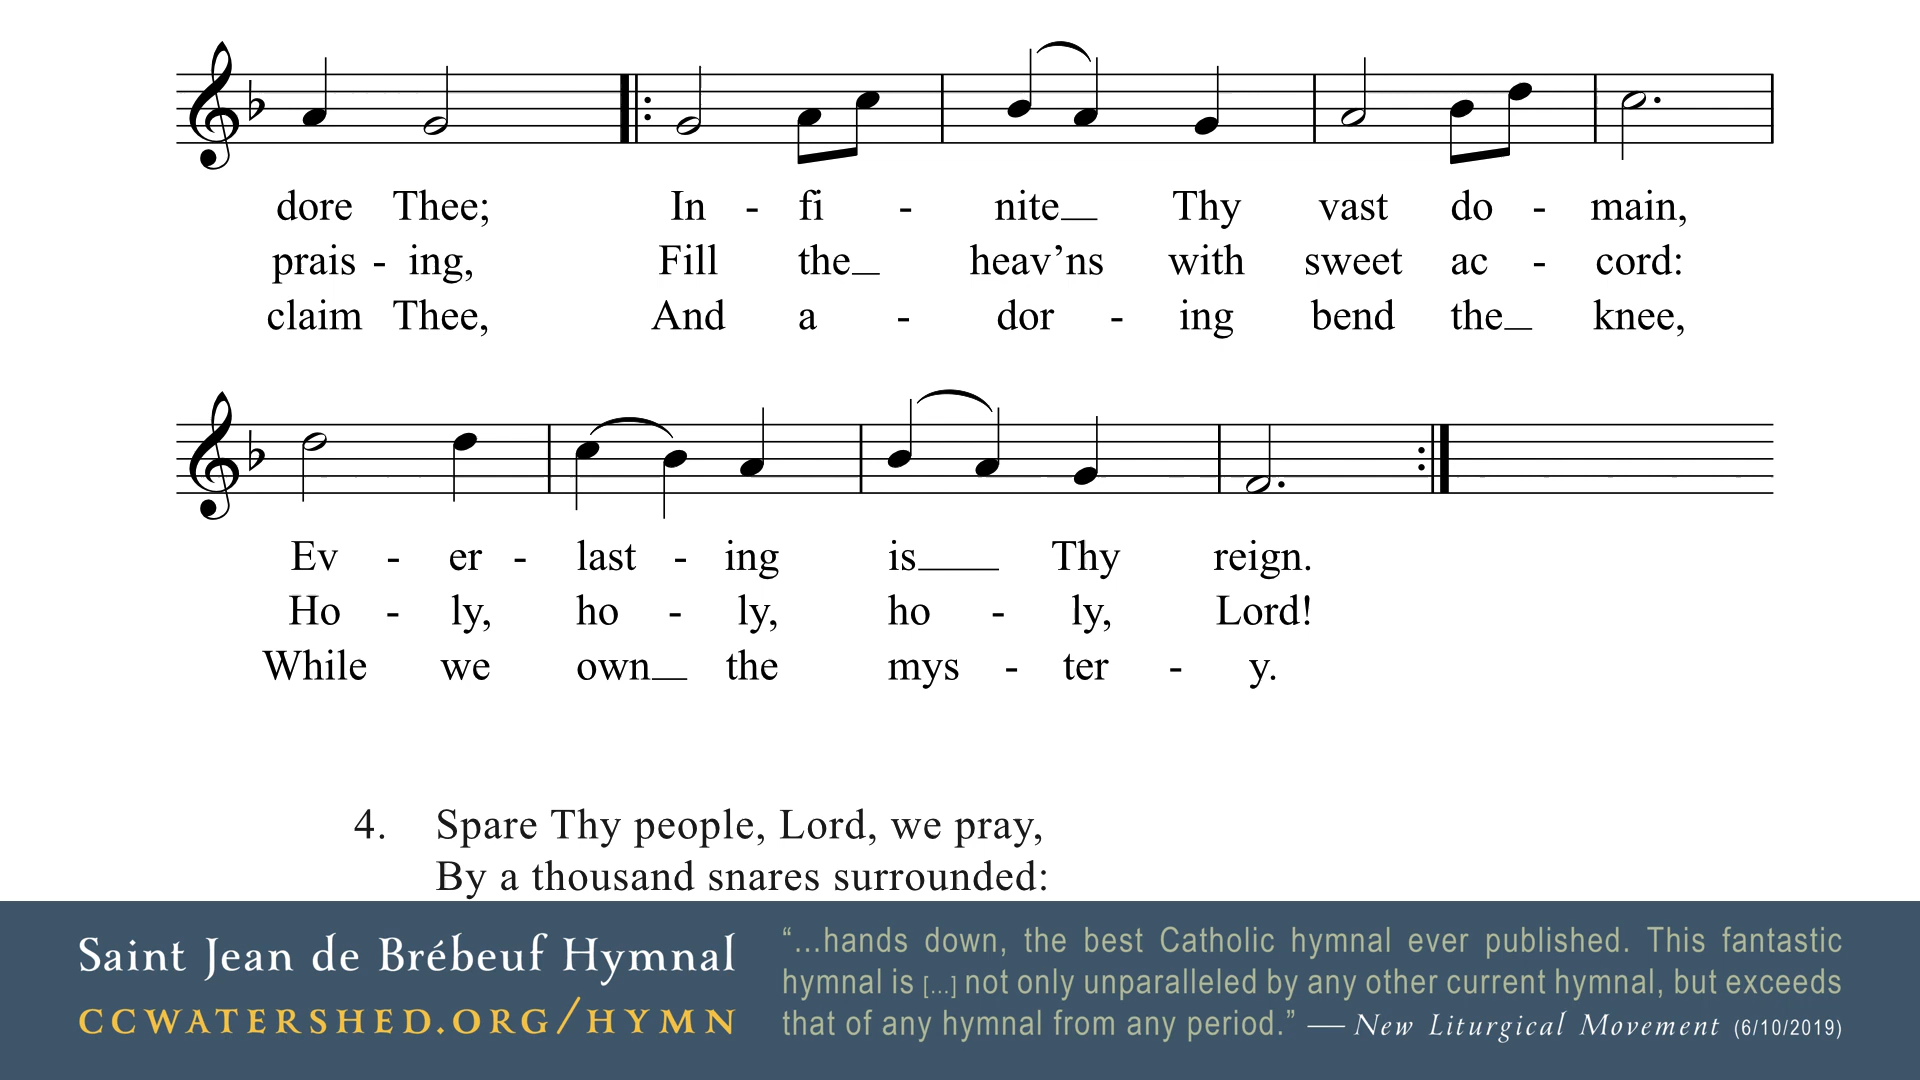 dore Thee; In - fi - nite Thy vast do - main,
prais - ing, Fill the heav’ns with sweet ac - cord:
claim Thee, And a - dor - ing bend the knee,
Ev - er - last - ing is Thy reign.
Ho - ly, ho - ly, ho - ly, Lord!
While we own the mys - ter - y.
4. Spare Thy people, Lord, we pray,
By a thousand snares surrounded:
Saint Jean de Brébeuf Hymnal
CCWATERSHED.ORG/HYMN
“…hands down, the best Catholic hymnal ever published. This fantastic
hymnal is [...] not only unparalleled by any other current hymnal, but exceeds
that of any hymnal from any period.” — New Liturgical Movement (6/10/2019)